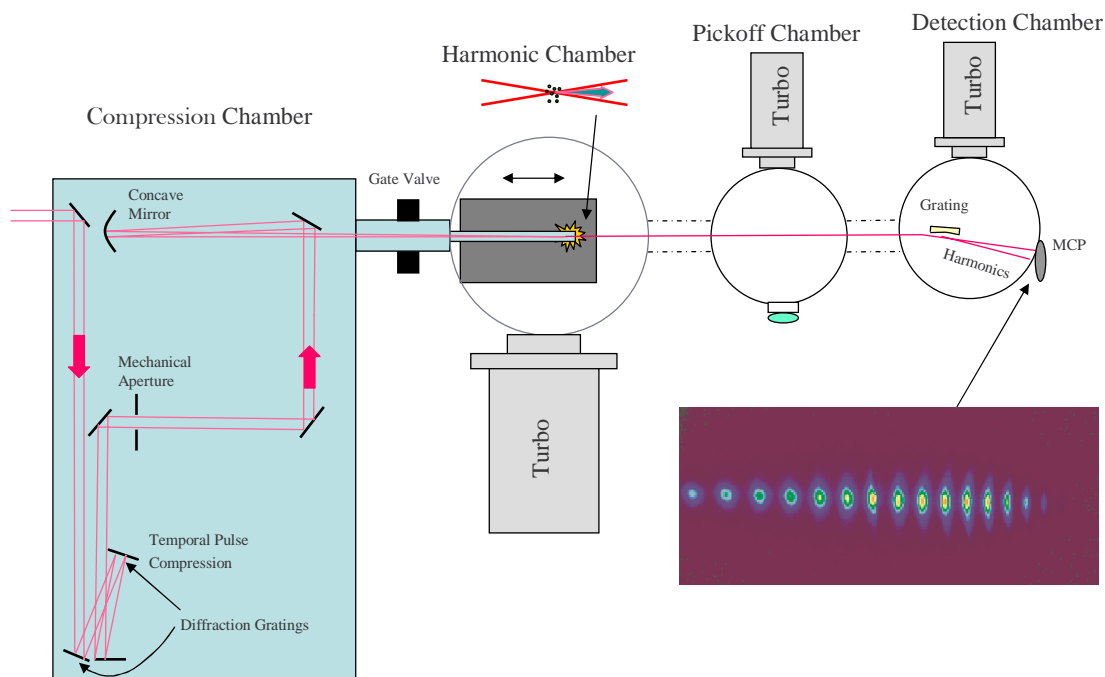 Compression Chamber
Concave
Mirror
Mechanical
Aperture
Temporal Pulse
Compression
Diffraction Gratings
Gate Valve
Harmonic Chamber
Turbo
Pickoff Chamber
Turbo
Detection Chamber
Turbo
Grating
Harmonics
MCP